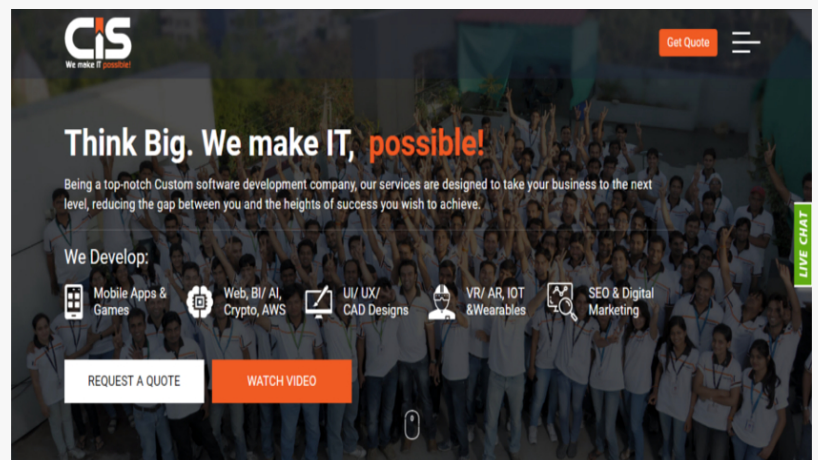 CiS
We make IT possible!
Get Quote
Think Big. We make IT, possible!
Being a top-notch Custom software development company, our services are designed to take your business to the next
level, reducing the gap between you and the heights of success you wish to achieve.
We Develop:
Mobile Apps &
Games
Web, BI/ AI,
Crypto, AWS
UI/ UX/
CAD Designs
VR/ AR, IOT
&Wearables
SEO & Digital
Marketing
REQUEST A QUOTE
WATCH VIDEO
LIVE CHAT